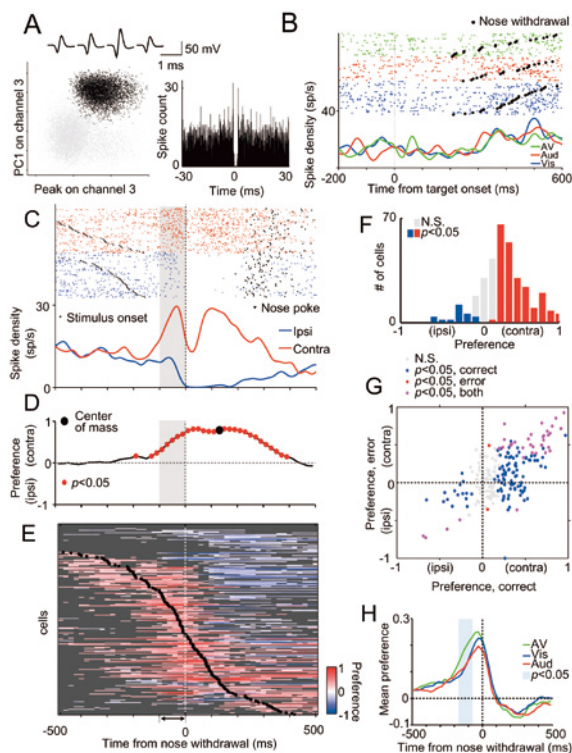 A
50 mV
1 ms
PC1 on channel 3
Peak on channel 3
Spike count
30
0
-30
0
30
Time (ms)
B
• Nose withdrawal
Spike density (sp/s)
40
0
AV
Aud
Vis
-200
0
600
Time from target onset (ms)
C
Stimulus onset
Nose poke
Spike density
(sp/s)
30
0
Ipsi
Contra
D
Center
of mass
p<0.05
Preference
(ipsi) (contra)
1
0
-1
E
cells
Preference
1
0
-1
-500
0
500
Time from nose withdrawal (ms)
F
N.S.
p<0.05
# of cells
70
0
-1
(ipsi)
0
(contra)
1
Preference
N.S.
p<0.05, correct
p<0.05, error
p<0.05, both
G
Preference, error
(ipsi) (contra)
1
0
-1
-1
(ipsi)
0
(contra)
1
Preference, correct
H
Mean preference
0.3
0
-0.1
AV
Vis
Aud
p<0.05
-500
0
500
Time from nose withdrawal (ms)